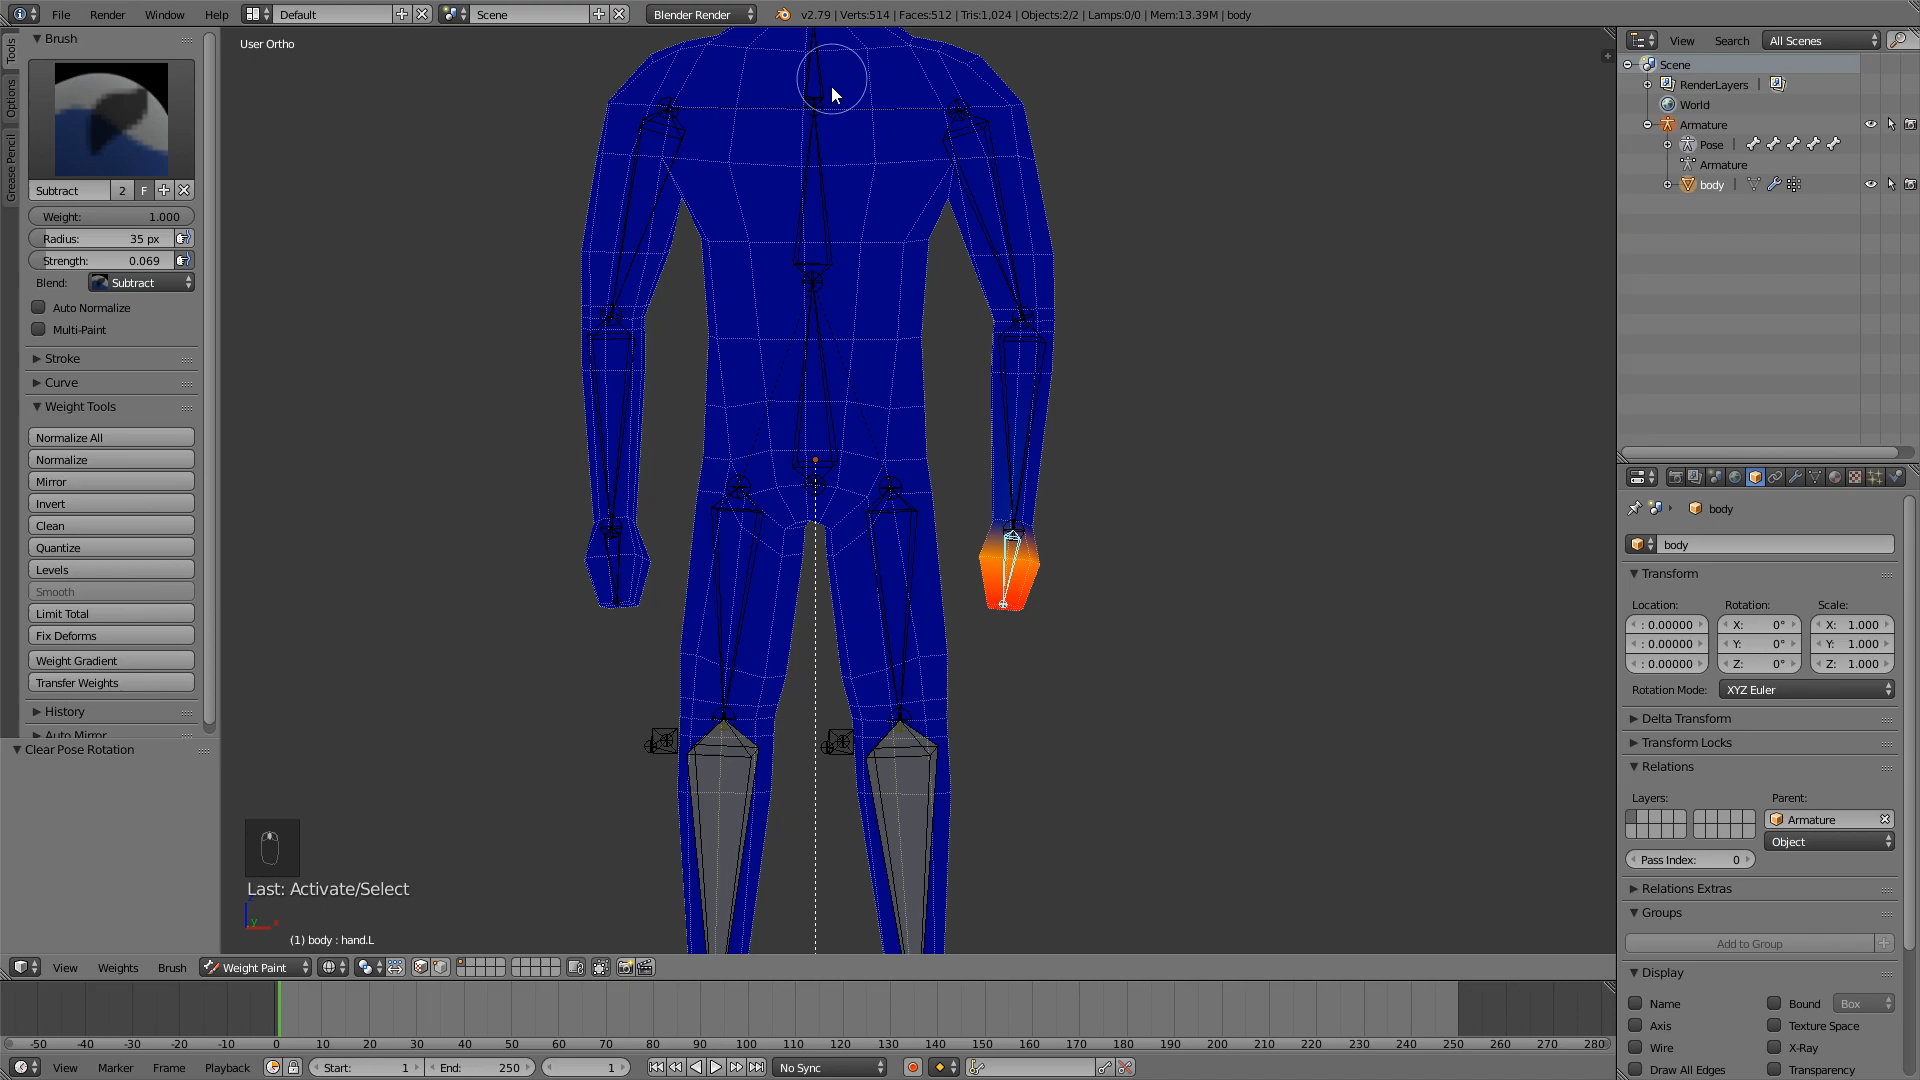 File Render Window Help Default Scene Blender Render v2.79 | Verts:514 | Faces:512 | Tris:1,024 | Objects:2/2 | Lamps:0/0 | Mem:13.39M | body
Tools
Options
Grease Pencil
Brush
Subtract 2 F
Weight: 1.000
Radius: 35 px
Strength: 0.069
Blend: Subtract
Auto Normalize
Multi-Paint
Stroke
Curve
Weight Tools
Normalize All
Normalize
Mirror
Invert
Clean
Quantize
Levels
Smooth
Limit Total
Fix Deforms
Weight Gradient
Transfer Weights
History
Auto Mirror
Clear Pose Rotation
User Ortho
Last: Activate/Select
y x
(1) body : hand.L
View Weights Brush Weight Paint
-50 -40 -30 -20 -10 0 10 20 30 40 50 60 70 80 90 100 110 120 130 140 150 160 170 180 190 200 210 220 230 240 250 260 270 280
View Marker Frame Playback Start: 1 End: 250 1 No Sync
View Search All Scenes
Scene
RenderLayers |
World
Armature
Pose |
Armature
body |
body
body
Transform
Location: Rotation: Scale:
: 0.00000 X: 0° X: 1.000
: 0.00000 Y: 0° Y: 1.000
: 0.00000 Z: 0° Z: 1.000
Rotation Mode: XYZ Euler
Delta Transform
Transform Locks
Relations
Layers: Parent:
Armature
Object
Pass Index: 0
Relations Extras
Groups
Add to Group
Display
Name Bound Box
Axis Texture Space
Wire X-Ray
Draw All Edges Transparency